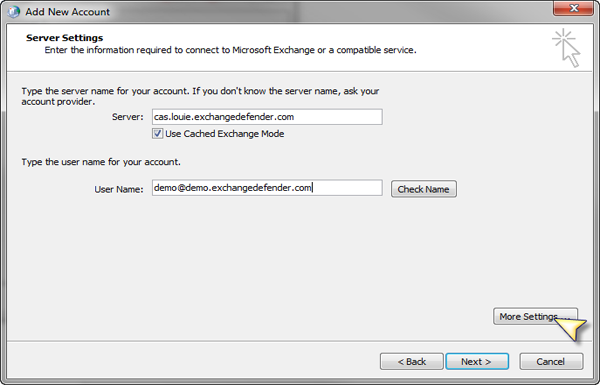 Add New Account
Server Settings
Enter the information required to connect to Microsoft Exchange or a compatible service.
Type the server name for your account. If you don't know the server name, ask your
account provider.
Server: cas.louie.exchangedefender.com
Use Cached Exchange Mode
Type the user name for your account.
User Name: demo@demo.exchangedefender.com Check Name
More Settings ...
< Back Next > Cancel